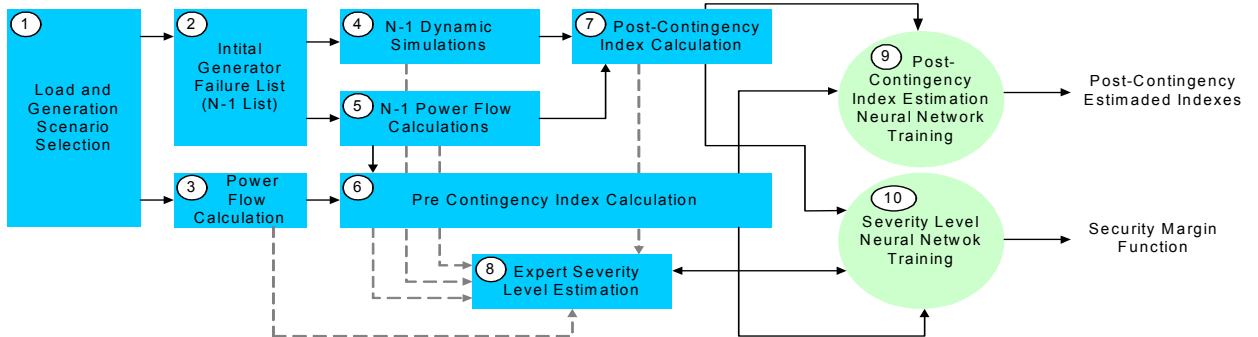 1
Load and
Generation
Scenario
Selection
2
Intital
Generator
Failure List
(N-1 List)
3
Power
Flow
Calculation
4
N-1 Dynamic
Simulations
5
N-1 Power Flow
Calculations
6
Pre Contingency Index Calculation
7
Post-Contingency
Index Calculation
8
Expert Severity
Level Estimation
9
Post-
Contingency
Index Estimation
Neural Network
Training
Post-Contingency
Estimaded Indexes
10
Severity Level
Neural Netwok
Training
Security Margin
Function